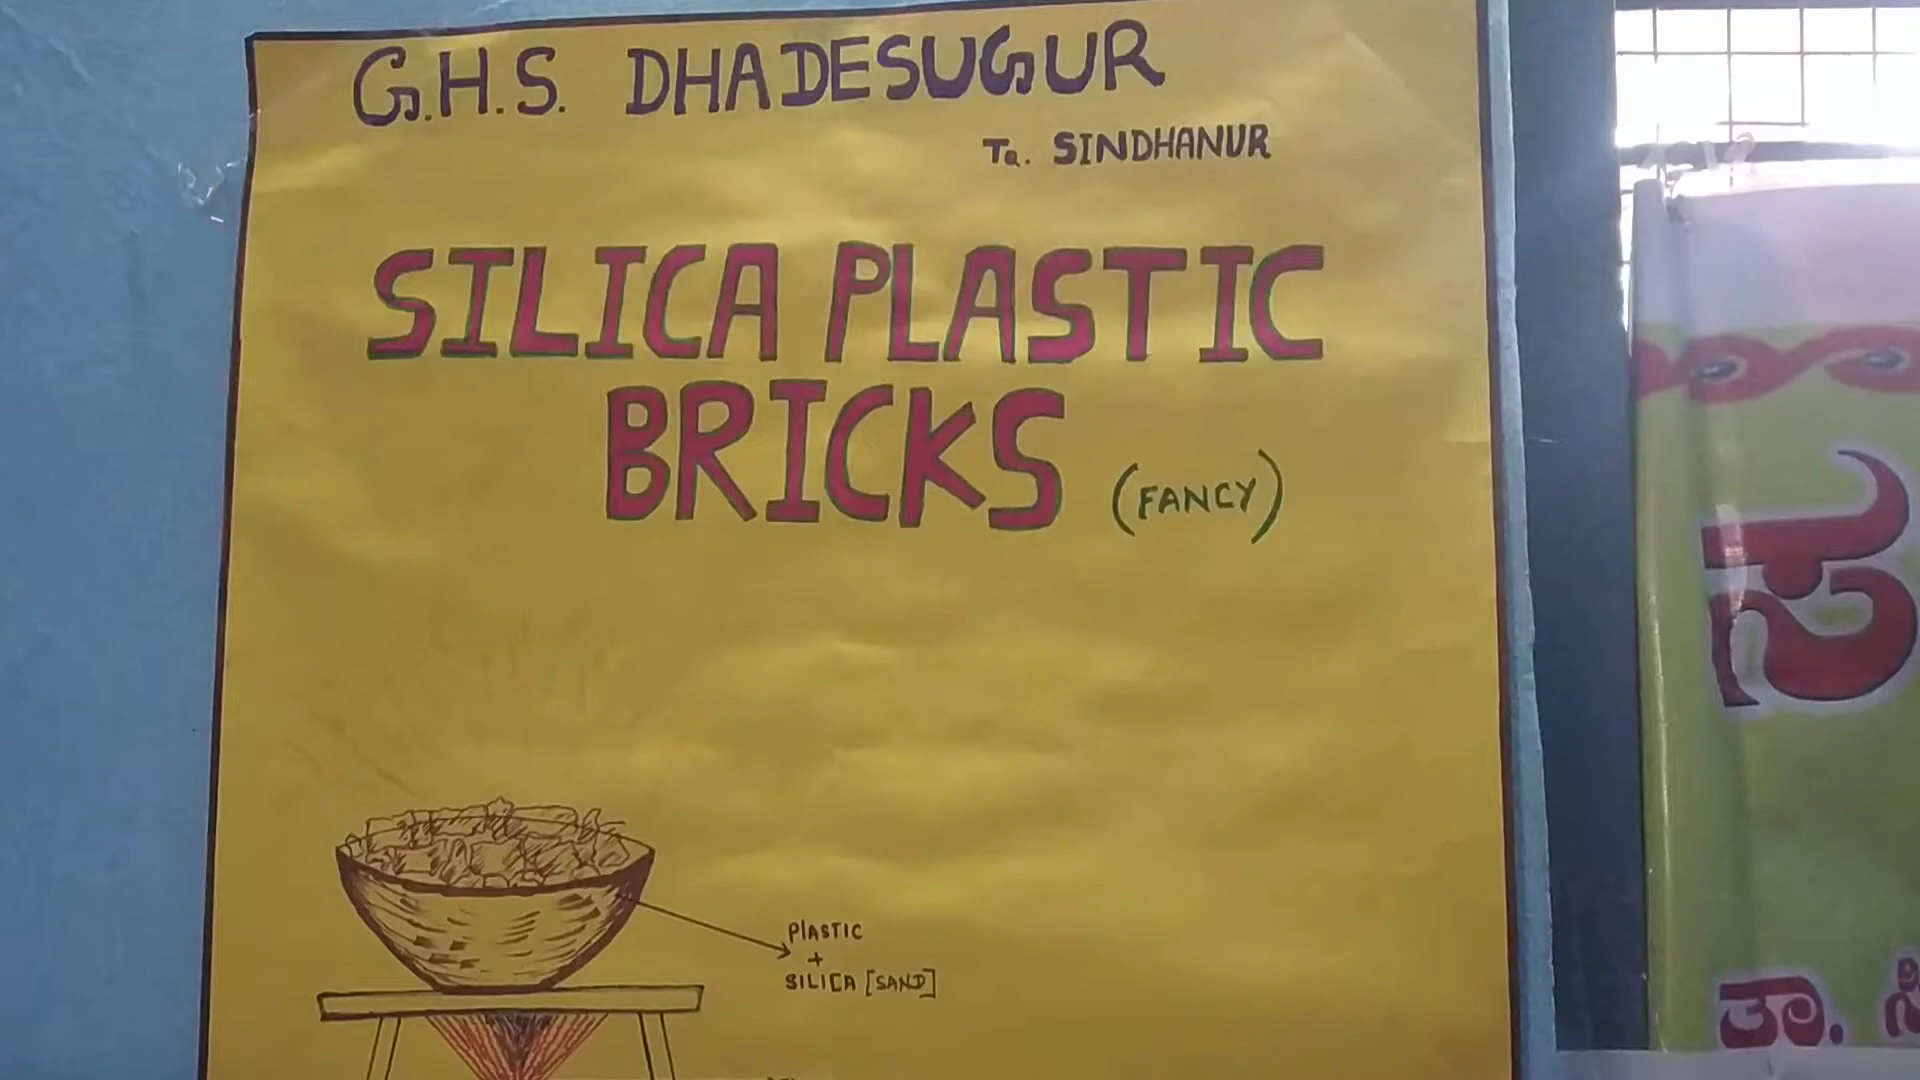 G.H.S. DHADESUGUR
Ta. SINDHANUR
SILICA PLASTIC
BRICKS (FANCY)
PlASTIC
+
SILICA [SAND]
ಸ
ತಾ.